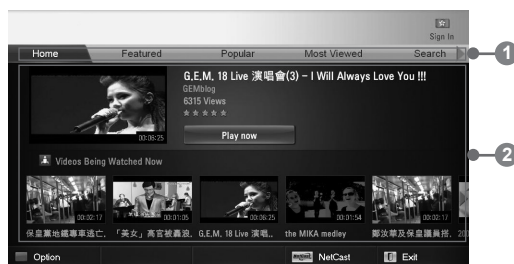 Sign In
Home Featured Popular Most Viewed Search
1
G.E.M. 18 Live 演唱會(3) - I Will Always Love You !!!
GEMblog
6315 Views
00:06:25
Play now
2
Videos Being Watched Now
00:02:17 00:01:05 00:06:25 00:01:54 00:02:17
保皇黨地鐵專車逃亡. 「美女」高官被轟浪. G.E.M. 18 Live 演唱.. the MIKA medley 鄭汝華及保皇議員搭.
Option NetCast NetCast Exit